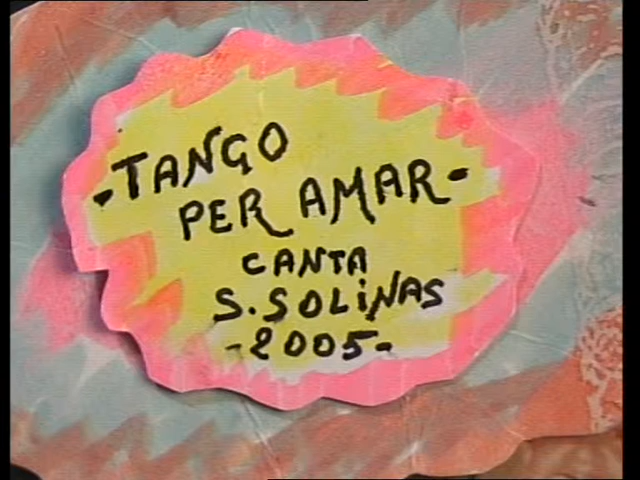 -TANGO
PER AMAR-
CANTA
S. SOLiNAS
-2005-